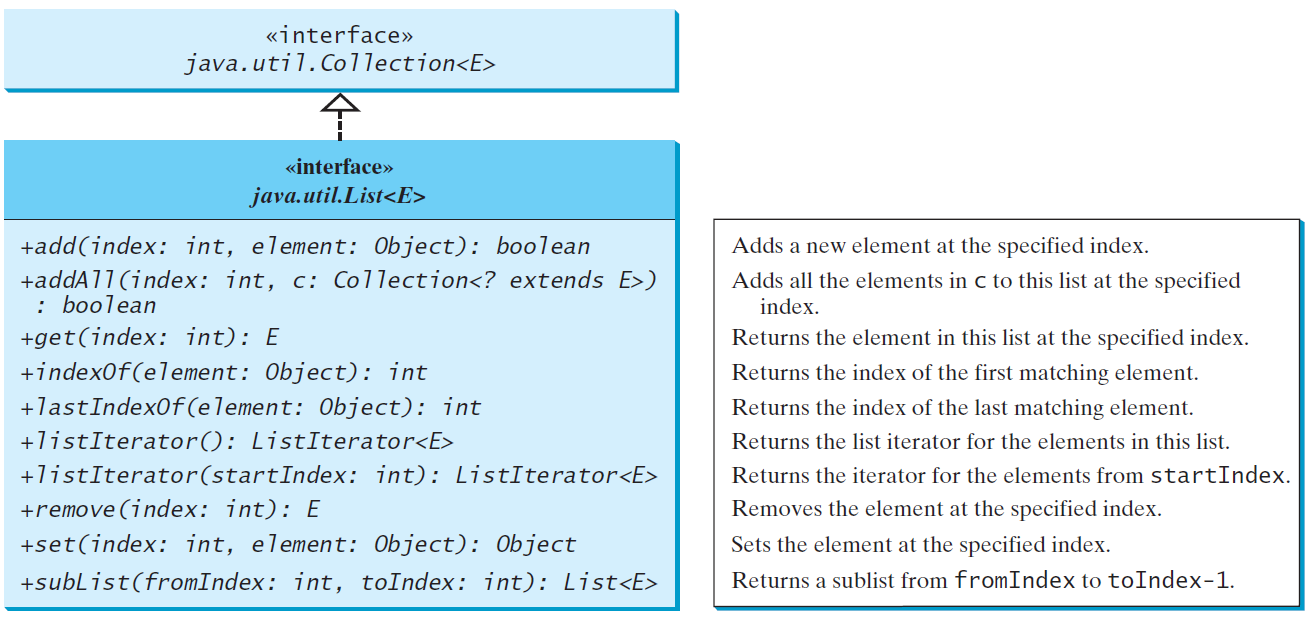 «interface»
java.util.Collection<E>
«interface»
java.util.List<E>
+add(index: int, element: Object): boolean
Adds a new element at the specified index.
+addAll(index: int, c: Collection<? extends E>)
: boolean
Adds all the elements in c to this list at the specified
index.
+get(index: int): E
Returns the element in this list at the specified index.
+indexOf(element: Object): int
Returns the index of the first matching element.
+lastIndexOf(element: Object): int
Returns the index of the last matching element.
+listIterator(): ListIterator<E>
Returns the list iterator for the elements in this list.
+listIterator(startIndex: int): ListIterator<E>
Returns the iterator for the elements from startIndex.
+remove(index: int): E
Removes the element at the specified index.
+set(index: int, element: Object): Object
Sets the element at the specified index.
+subList(fromIndex: int, toIndex: int): List<E>
Returns a sublist from fromIndex to toIndex-1.